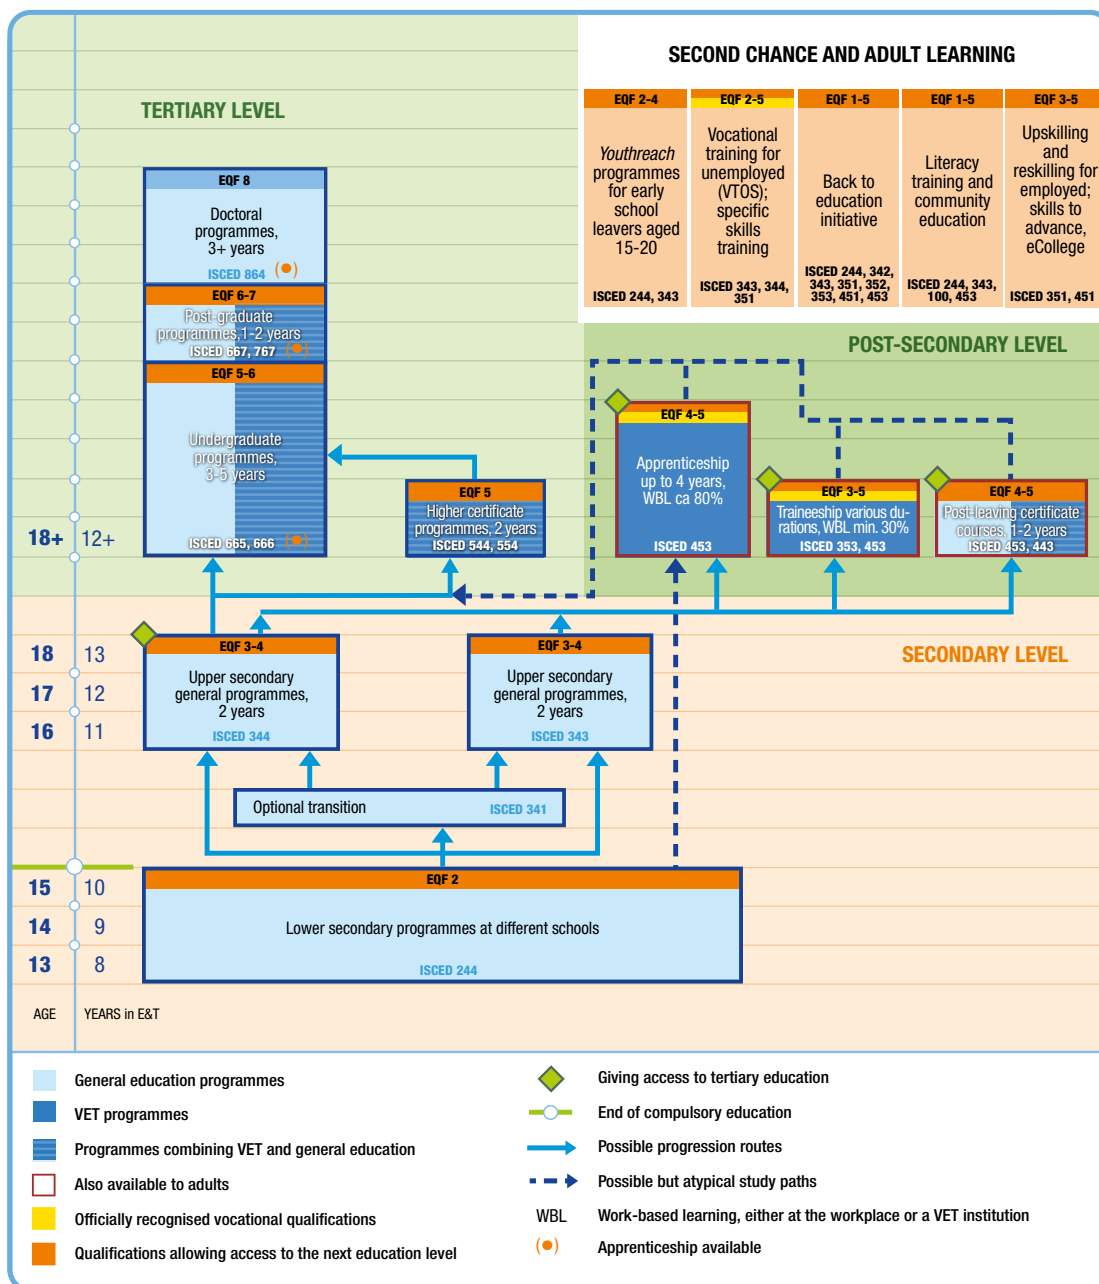 SECOND CHANCE AND ADULT LEARNING
EQF 2-4
Youthreach
programmes
for early
school
leavers aged
15-20
ISCED 244, 343
EQF 2-5
Vocational
training for
unemployed
(VTOS);
specific
skills
training
ISCED 343, 344,
351
EQF 1-5
Back to
education
initiative
ISCED 244, 342,
343, 351, 352,
353, 451, 453
EQF 1-5
Literacy
training and
community
education
ISCED 244, 343,
100, 453
EQF 3-5
Upskilling
and
reskilling for
employed;
skills to
advance,
eCollege
ISCED 351, 451
TERTIARY LEVEL
EQF 8
Doctoral
programmes,
3+ years
ISCED 864
EQF 6-7
Post-graduate
programmes, 1-2 years
ISCED 667, 767
EQF 5-6
Undergraduate
programmes,
3-5 years
ISCED 665, 666
EQF 5
Higher certificate
programmes, 2 years
ISCED 544, 554
POST-SECONDARY LEVEL
EQF 4-5
Apprenticeship
up to 4 years,
WBL ca 80%
ISCED 453
EQF 3-5
Traineeship various du-
rations, WBL min. 30%
ISCED 353, 453
EQF 4-5
Post-leaving certificate
courses, 1-2 years
ISCED 453, 443
18+ 12+
SECONDARY LEVEL
18 13
17 12
16 11
EQF 3-4
Upper secondary
general programmes,
2 years
ISCED 344
EQF 3-4
Upper secondary
general programmes,
2 years
ISCED 343
Optional transition
ISCED 341
15 10
14 9
13 8
EQF 2
Lower secondary programmes at different schools
ISCED 244
AGE YEARS in E&T
General education programmes
VET programmes
Programmes combining VET and general education
Also available to adults
Officially recognised vocational qualifications
Qualifications allowing access to the next education level
Giving access to tertiary education
End of compulsory education
Possible progression routes
Possible but atypical study paths
WBL Work-based learning, either at the workplace or a VET institution
Apprenticeship available